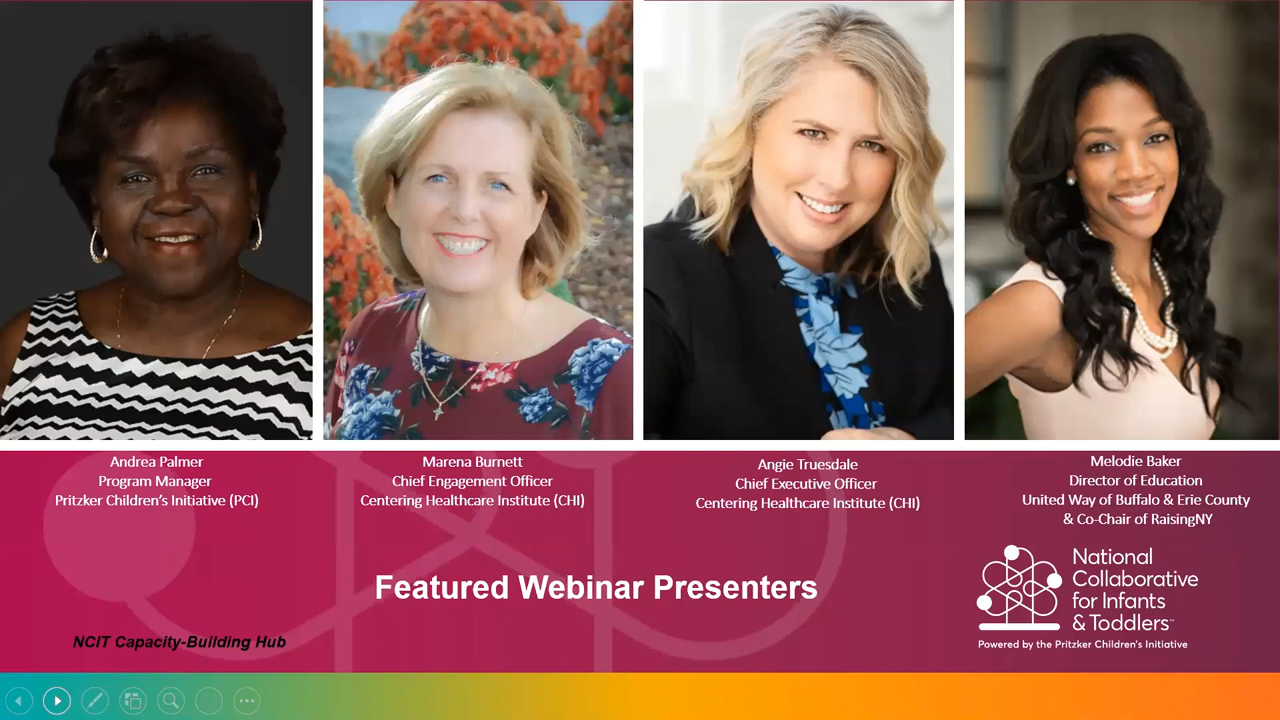 Andrea Palmer
Program Manager
Pritzker Children's Initiative (PCI)
Marena Burnett
Chief Engagement Officer
Centering Healthcare Institute (CHI)
Angie Truesdale
Chief Executive Officer
Centering Healthcare Institute (CHI)
Melodie Baker
Director of Education
United Way of Buffalo & Erie County
& Co-Chair of RaisingNY
Featured Webinar Presenters
NCIT Capacity-Building Hub
National
Collaborative
for Infants
& Toddlers™
Powered by the Pritzker Children's Initiative